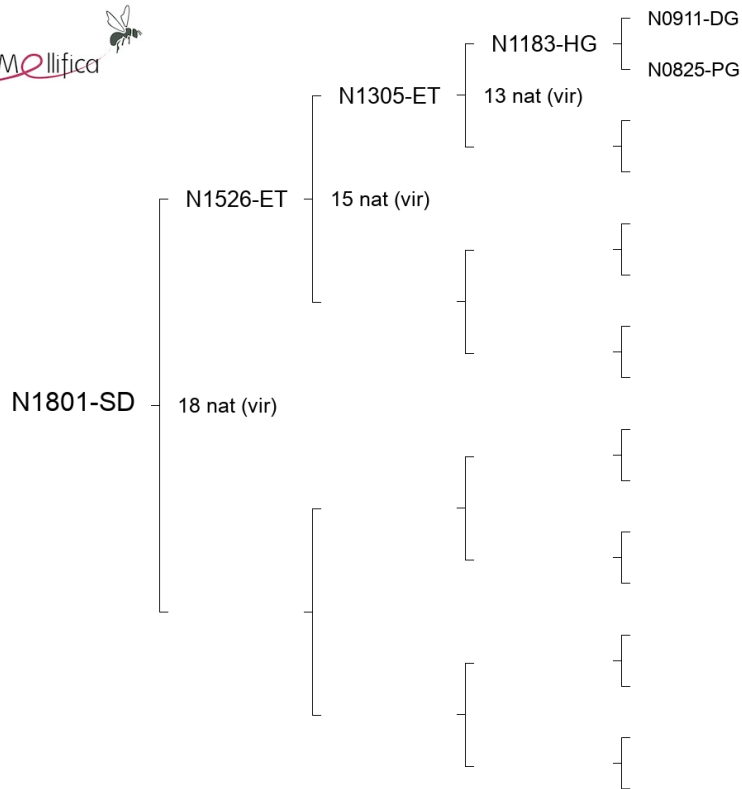 Mellifica
N0911-DG
N1183-HG
N0825-PG
N1305-ET
13 nat (vir)
N1526-ET
15 nat (vir)
N1801-SD
18 nat (vir)